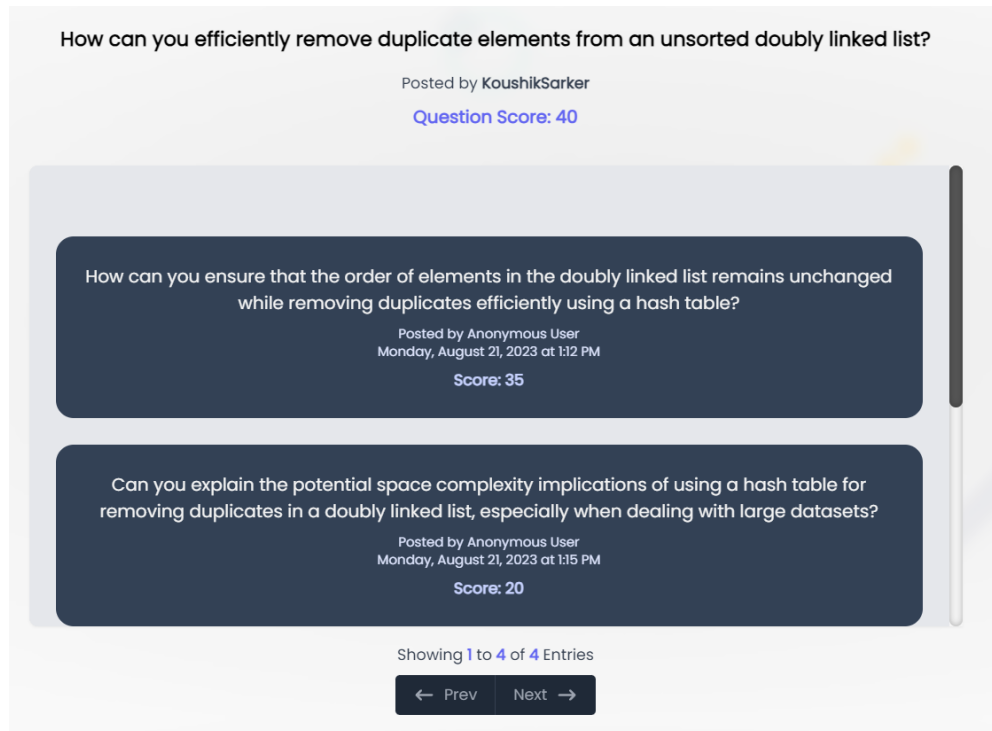 How can you efficiently remove duplicate elements from an unsorted doubly linked list?
Posted by KoushikSarker
Question Score: 40
How can you ensure that the order of elements in the doubly linked list remains unchanged
while removing duplicates efficiently using a hash table?
Posted by Anonymous User
Monday, August 21, 2023 at 1:12 PM
Score: 35
Can you explain the potential space complexity implications of using a hash table for
removing duplicates in a doubly linked list, especially when dealing with large datasets?
Posted by Anonymous User
Monday, August 21, 2023 at 1:15 PM
Score: 20
Showing 1 to 4 of 4 Entries
← Prev Next →